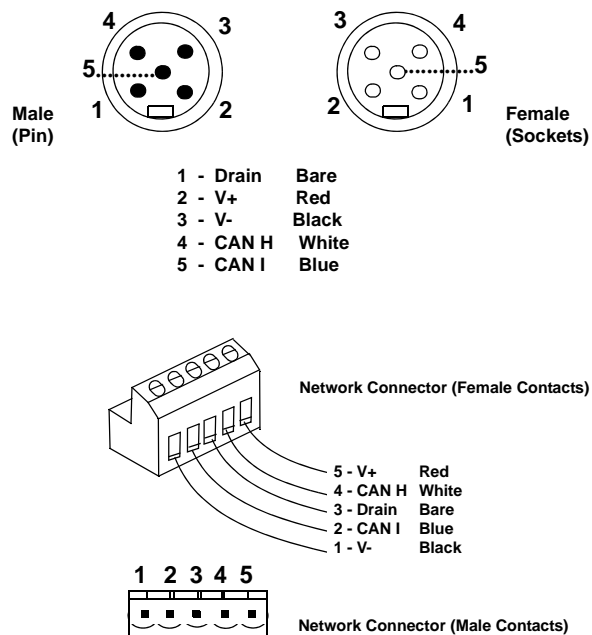 4 3 3 4
5 5
1 2 2 1
Male
(Pin)
Female
(Sockets)
1 - Drain Bare
2 - V+ Red
3 - V- Black
4 - CAN H White
5 - CAN I Blue
Network Connector (Female Contacts)
5 - V+ Red
4 - CAN H White
3 - Drain Bare
2 - CAN I Blue
1 - V- Black
1 2 3 4 5
Network Connector (Male Contacts)